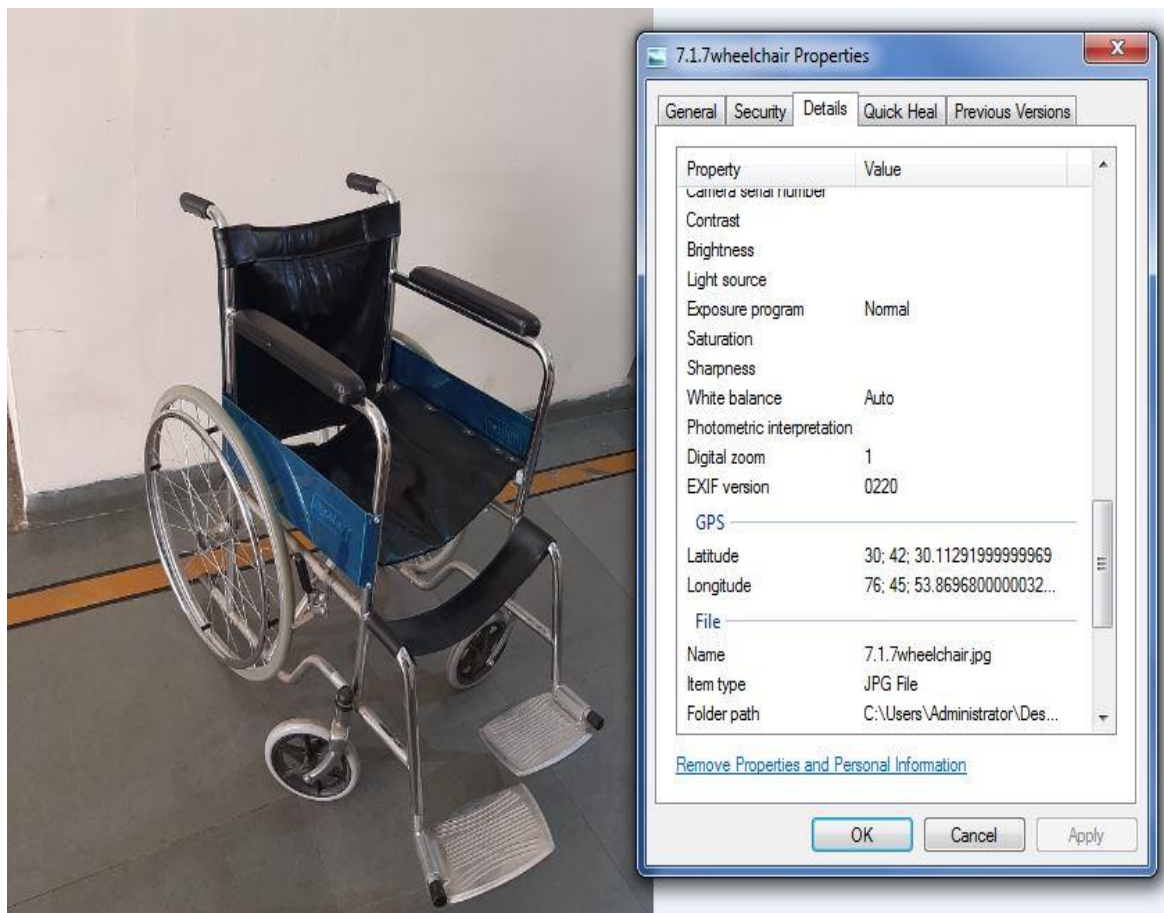 7.1.7wheelchair Properties
X
General Security Details Quick Heal Previous Versions
Property Value
Camera serial number
Contrast
Brightness
Light source
Exposure program Normal
Saturation
Sharpness
White balance Auto
Photometric interpretation
Digital zoom 1
EXIF version 0220
GPS
Latitude 30; 42; 30.11291999999969
Longitude 76; 45; 53.8696800000032...
File
Name 7.1.7wheelchair.jpg
Item type JPG File
Folder path C:\Users\Administrator\Des...
Remove Properties and Personal Information
OK Cancel Apply